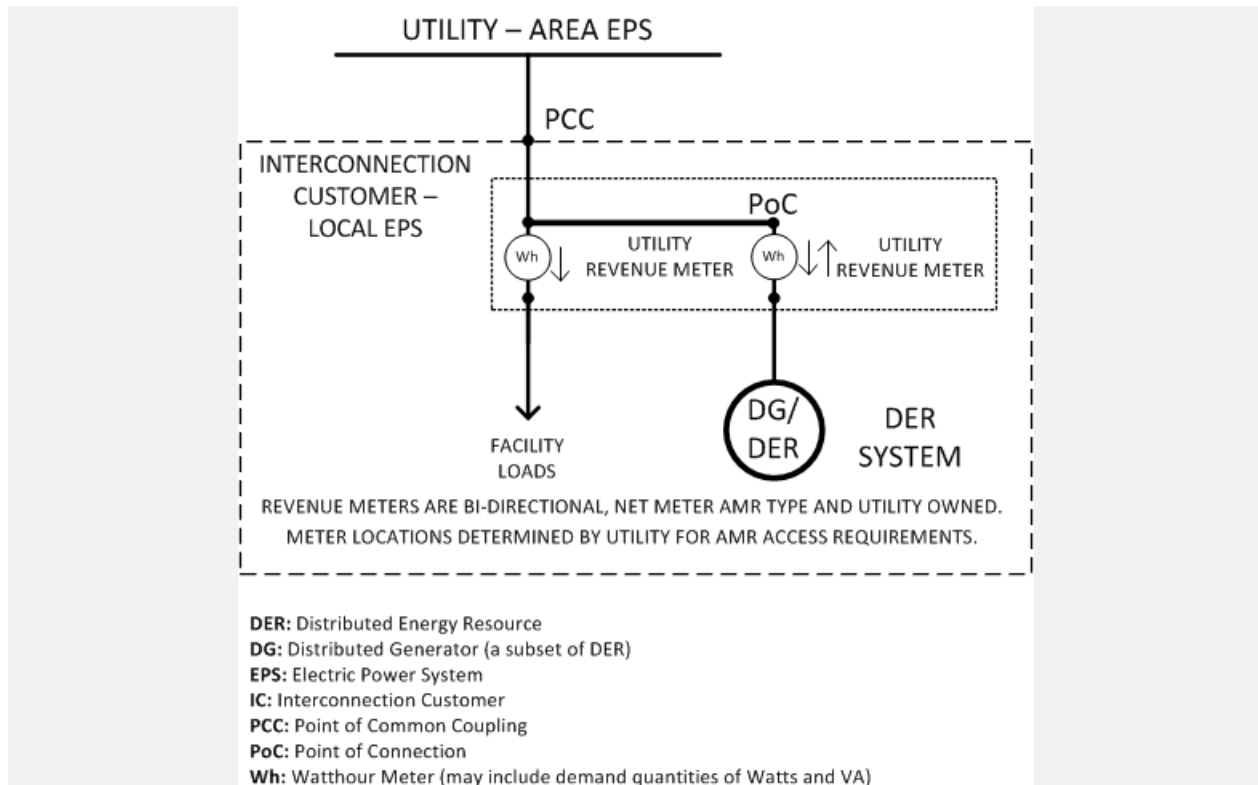 UTILITY – AREA EPS
PCC
INTERCONNECTION
CUSTOMER –
LOCAL EPS
PoC
Wh
UTILITY
REVENUE METER
Wh
UTILITY
REVENUE METER
FACILITY
LOADS
DG/
DER
DER
SYSTEM
REVENUE METERS ARE BI-DIRECTIONAL, NET METER AMR TYPE AND UTILITY OWNED.
METER LOCATIONS DETERMINED BY UTILITY FOR AMR ACCESS REQUIREMENTS.
DER: Distributed Energy Resource
DG: Distributed Generator (a subset of DER)
EPS: Electric Power System
IC: Interconnection Customer
PCC: Point of Common Coupling
PoC: Point of Connection
Wh: Watthour Meter (may include demand quantities of Watts and VA)